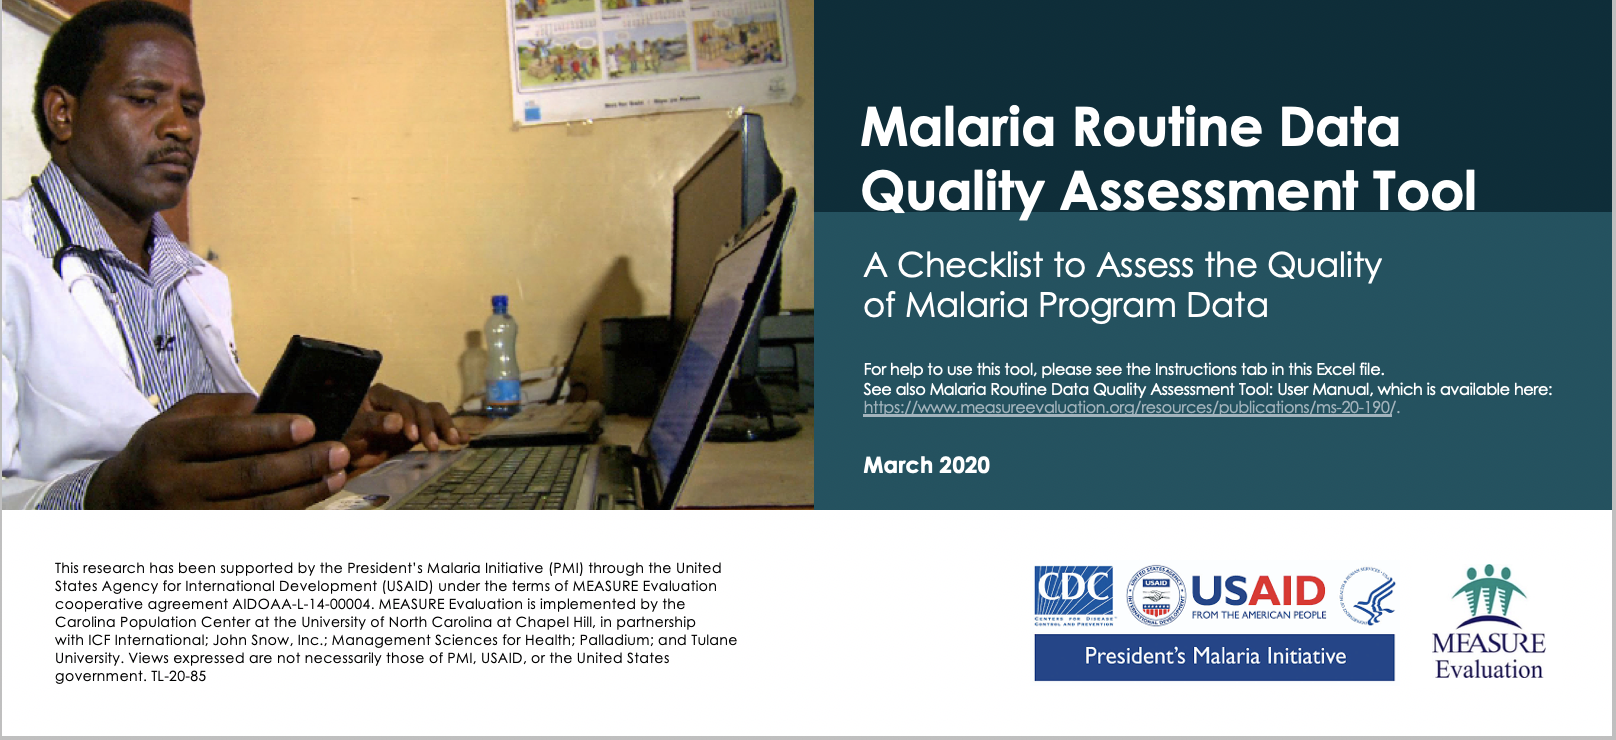 Malaria Routine Data
Quality Assessment Tool
A Checklist to Assess the Quality
of Malaria Program Data
For help to use this tool, please see the Instructions tab in this Excel file.
See also Malaria Routine Data Quality Assessment Tool: User Manual, which is available here:
https://www.measureevaluation.org/resources/publications/ms-20-190/.
March 2020
This research has been supported by the President's Malaria Initiative (PMI) through the United
States Agency for International Development (USAID) under the terms of MEASURE Evaluation
cooperative agreement AIDOAA-L-14-00004. MEASURE Evaluation is implemented by the
Carolina Population Center at the University of North Carolina at Chapel Hill, in partnership
with ICF International; John Snow, Inc.; Management Sciences for Health; Palladium; and Tulane
University. Views expressed are not necessarily those of PMI, USAID, or the United States
government. TL-20-85
CDC
CENTERS FOR DISEASE
CONTROL AND PREVENTION
UNITED STATES AGENCY
USAID
INTERNATIONAL DEVELOPMENT
USAID
FROM THE AMERICAN PEOPLE
President's Malaria Initiative
MEASURE
Evaluation